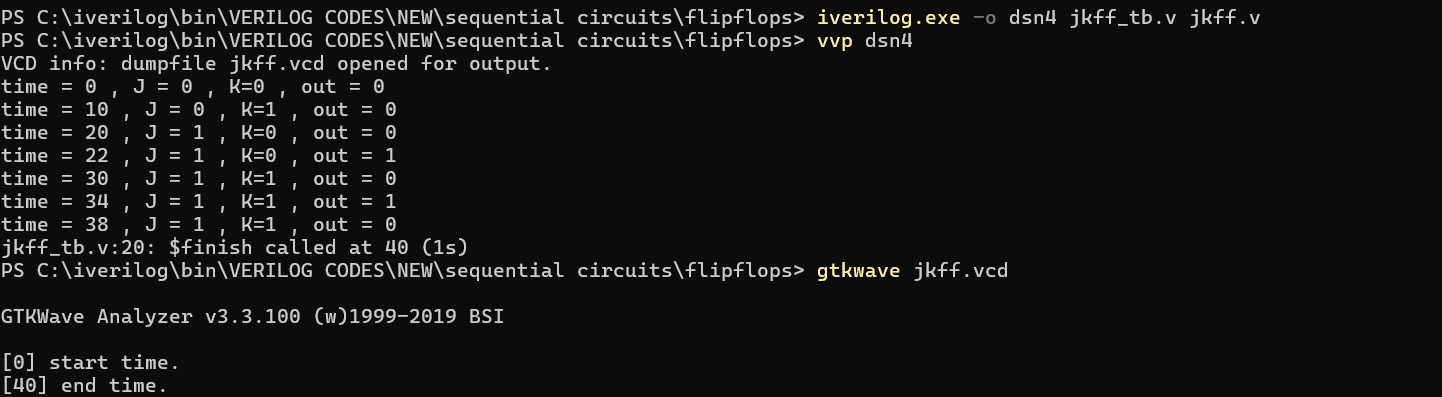 PS C:\iverilog\bin\VERILOG CODES\NEW\sequential circuits\flipflops> iverilog.exe -o dsn4 jkff_tb.v jkff.v
PS C:\iverilog\bin\VERILOG CODES\NEW\sequential circuits\flipflops> vvp dsn4
VCD info: dumpfile jkff.vcd opened for output.
time = 0 , J = 0 , K=0 , out = 0
time = 10 , J = 0 , K=1 , out = 0
time = 20 , J = 1 , K=0 , out = 0
time = 22 , J = 1 , K=0 , out = 1
time = 30 , J = 1 , K=1 , out = 0
time = 34 , J = 1 , K=1 , out = 1
time = 38 , J = 1 , K=1 , out = 0
jkff_tb.v:20: $finish called at 40 (1s)
PS C:\iverilog\bin\VERILOG CODES\NEW\sequential circuits\flipflops> gtkwave jkff.vcd
GTKWave Analyzer v3.3.100 (w)1999-2019 BSI
[0] start time.
[40] end time.